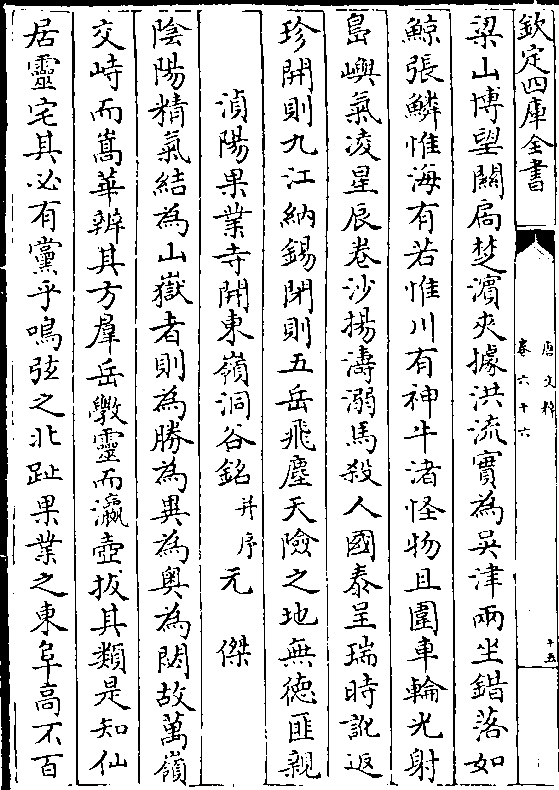 欽定四庫全書
唐文粹
卷六十六
十五
梁山博望關扃楚濱夾據洪流實為吳津兩坐錯落如
鯨張鱗惟海有若惟川有神牛渚怪物且圍車輪光射
島嶼氣凌星辰卷沙揚濤溺馬殺人國泰呈瑞時訛返
珍開則九江納錫閉則五岳飛塵天險之地無德匪親
湞陽果業寺開東嶺洞谷銘 并序 元傑
陰陽精氣結為山嶽者則為勝為異為奧為閟故萬嶺
交峙而嵩華辨其方羣岳斅靈而瀛壺拔其類是知仙
居靈宅其必有黨乎鳴弦之北趾果業之東阜高不百